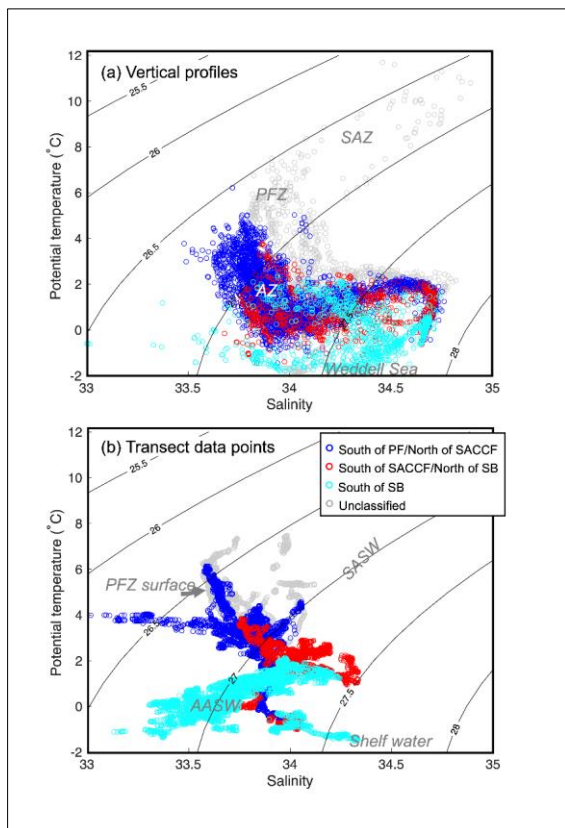 (a) Vertical profiles
Potential temperature (˚C)
12
10
8
6
4
2
0
-2
25.5
26
26.5
28
SAZ
PFZ
AZ
Weddell Sea
33
33.5
34
34.5
35
Salinity
(b) Transect data points
South of PF/North of SACCF
South of SACCF/North of SB
South of SB
Unclassified
Potential temperature (˚C)
12
10
8
6
4
2
0
-2
25.5
26
26.5
27
27.5
28
SASW
PFZ surface
AASW
Shelf water
33
33.5
34
34.5
35
Salinity